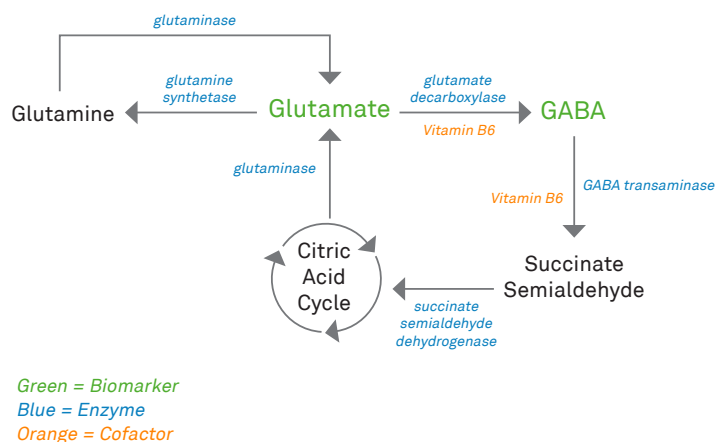 glutaminase
glutamine
synthetase
glutamate
decarboxylase
Glutamine
Glutamate
GABA
Vitamin B6
glutaminase
Vitamin B6
GABA transaminase
Citric
Acid
Cycle
Succinate
Semialdehyde
succinate
semialdehyde
dehydrogenase
Green = Biomarker
Blue = Enzyme
Orange = Cofactor